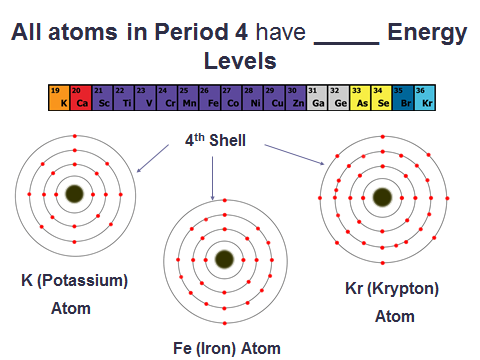 All atoms in Period 4 have _____ Energy
Levels
19 20 21 22 23 24 25 26 27 28 29 30 31 32 33 34 35 36
K Ca Sc Ti V Cr Mn Fe Co Ni Cu Zn Ga Ge As Se Br Kr
4th Shell
K (Potassium)
Atom
Fe (Iron) Atom
Kr (Krypton)
Atom